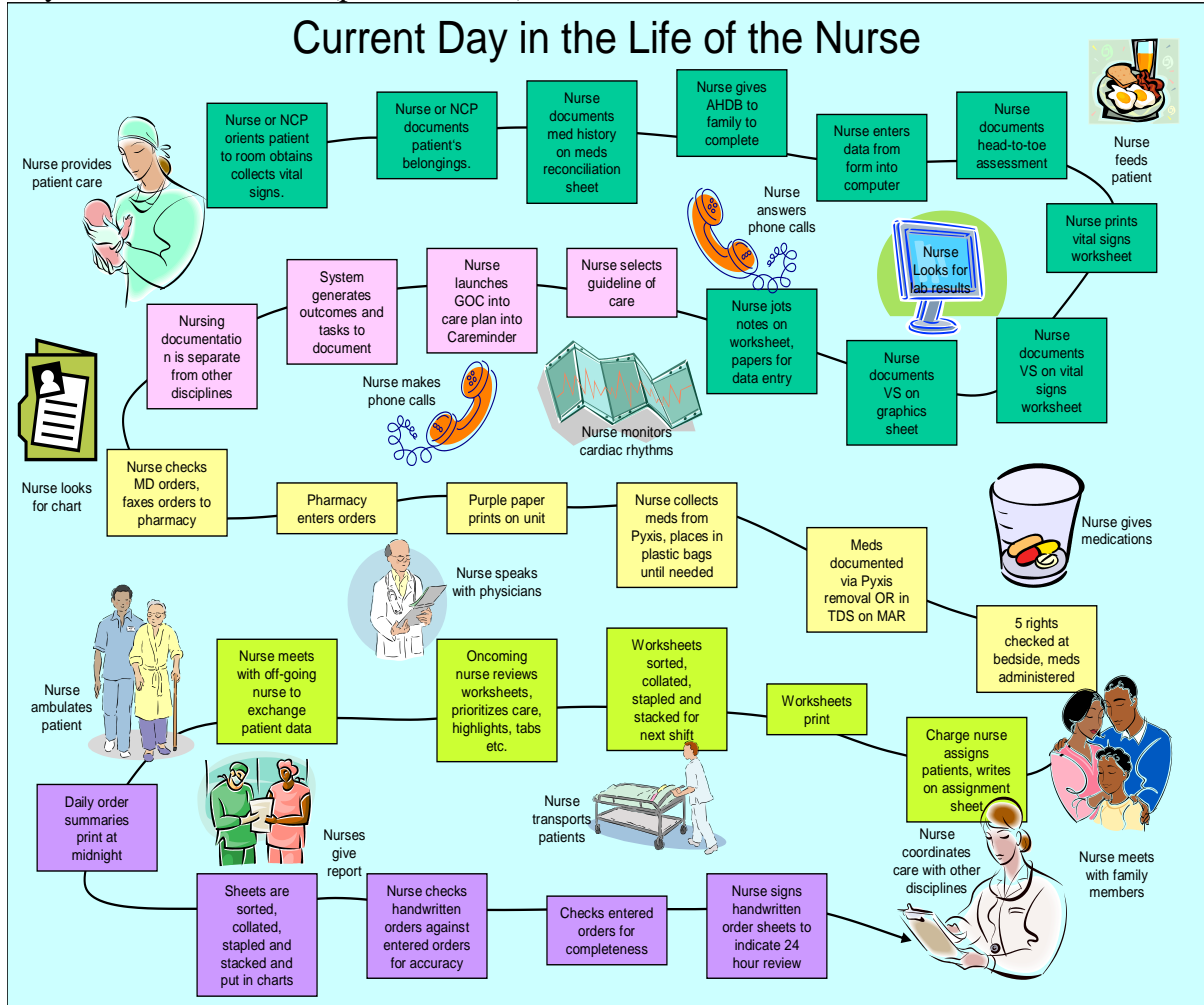 Current Day in the Life of the Nurse
Nurse provides
patient care
Nurse or NCP
orients patient
to room obtains
collects vital
signs.
Nurse or NCP
documents
patient's
belongings.
Nurse
documents
med history
on meds
reconciliation
sheet
Nurse gives
AHDB to
family to
complete
Nurse enters
data from
form into
computer
Nurse
documents
head-to-toe
assessment
Nurse
feeds
patient
Nurse prints
vital signs
worksheet
Nurse
documents
VS on vital
signs
worksheet
Nurse
documents
VS on
graphics
sheet
Nurse
Looks for
lab results
Nurse
answers
phone calls
Nurse jots
notes on
worksheet,
papers for
data entry
Nurse selects
guideline of
care
Nurse
launches
GOC into
care plan into
Careminder
System
generates
outcomes and
tasks to
document
Nursing
documentatio
n is separate
from other
disciplines
Nurse makes
phone calls
Nurse monitors
cardiac rhythms
Nurse looks
for chart
Nurse checks
MD orders,
faxes orders to
pharmacy
Pharmacy
enters orders
Purple paper
prints on unit
Nurse collects
meds from
Pyxis, places in
plastic bags
until needed
Meds
documented
via Pyxis
removal OR in
TDS on MAR
Nurse gives
medications
5 rights
checked at
bedside, meds
administered
Nurse speaks
with physicians
Nurse
ambulates
patient
Nurse meets
with off-going
nurse to
exchange
patient data
Oncoming
nurse reviews
worksheets,
prioritizes care,
highlights, tabs
etc.
Worksheets
sorted,
collated,
stapled and
stacked for
next shift
Worksheets
print
Charge nurse
assigns
patients, writes
on assignment
sheet
Nurse meets
with family
members
Nurse
coordinates
care with other
disciplines
Nurse
transports
patients
Nurses
give
report
Daily order
summaries
print at
midnight
Sheets are
sorted,
collated,
stapled and
stacked and
put in charts
Nurse checks
handwritten
orders against
entered orders
for accuracy
Checks entered
orders for
completeness
Nurse signs
handwritten
order sheets to
indicate 24
hour review